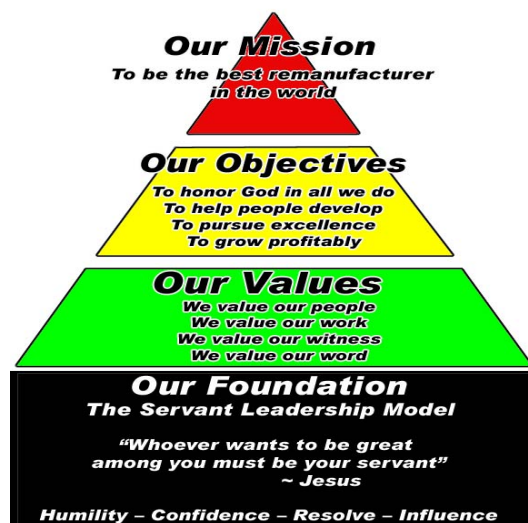 Our Mission
To be the best remanufacturer
in the world
Our Objectives
To honor God in all we do
To help people develop
To pursue excellence
To grow profitably
Our Values
We value our people
We value our work
We value our witness
We value our word
Our Foundation
The Servant Leadership Model
“Whoever wants to be great
among you must be your servant”
~ Jesus
Humility – Confidence – Resolve – Influence